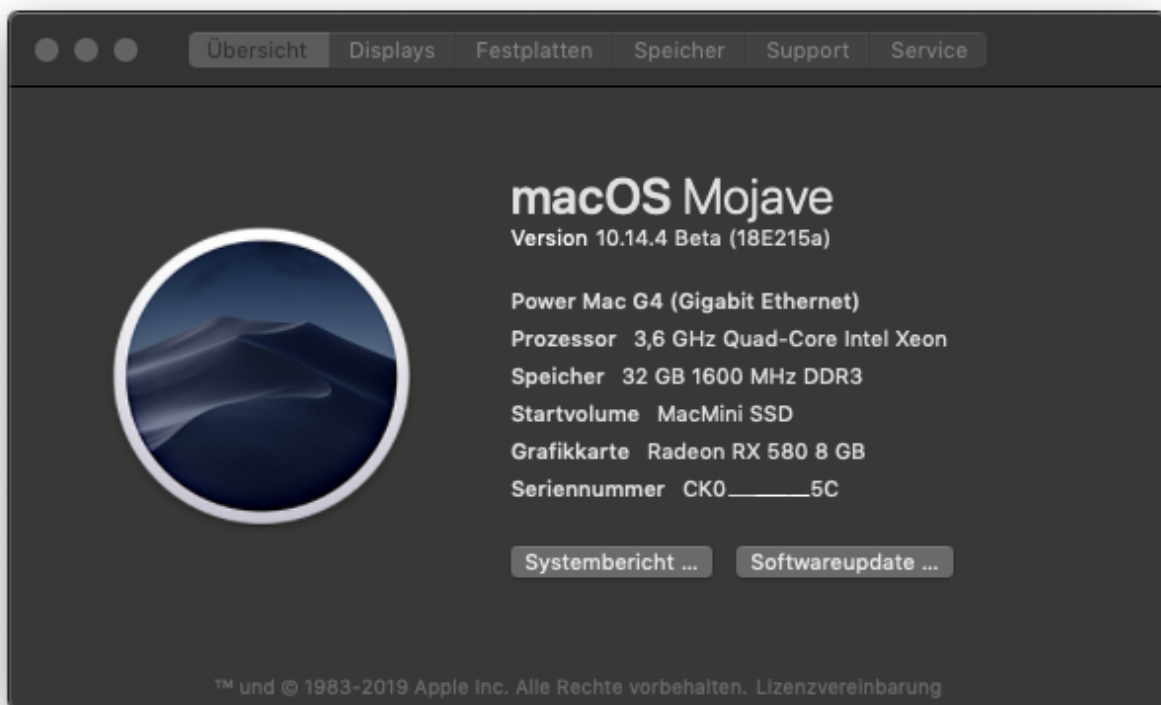 Übersicht Displays Festplatten Speicher Support Service
macOS Mojave
Version 10.14.4 Beta (18E215a)
Power Mac G4 (Gigabit Ethernet)
Prozessor 3,6 GHz Quad-Core Intel Xeon
Speicher 32 GB 1600 MHz DDR3
Startvolume MacMini SSD
Grafikkarte Radeon RX 580 8 GB
Seriennummer CK0______5C
Systembericht ... Softwareupdate ...
™ und © 1983-2019 Apple Inc. Alle Rechte vorbehalten. Lizenzvereinbarung